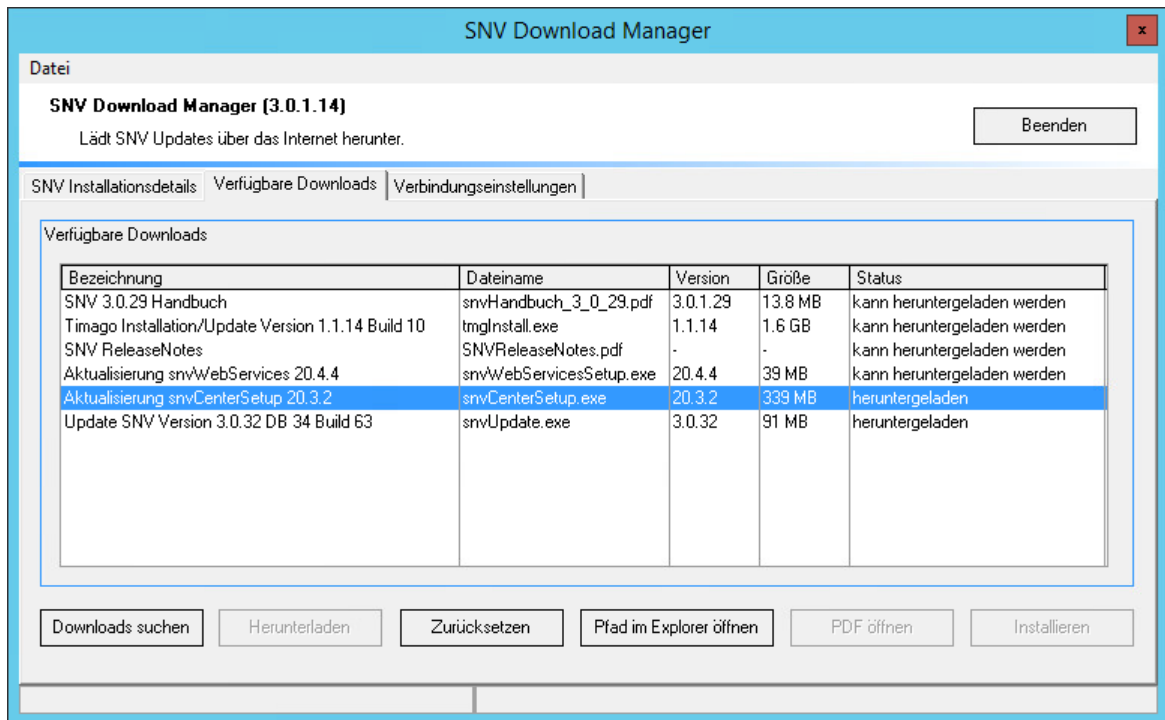 SNV Download Manager
x
Datei
SNV Download Manager (3.0.1.14)
Lädt SNV Updates über das Internet herunter.
Beenden
SNV Installationsdetails Verfügbare Downloads Verbindungseinstellungen
Verfügbare Downloads
Bezeichnung Dateiname Version Größe Status
SNV 3.0.29 Handbuch snvHandbuch_3_0_29.pdf 3.0.1.29 13.8 MB kann heruntergeladen werden
Timago Installation/Update Version 1.1.14 Build 10 tmgInstall.exe 1.1.14 1.6 GB kann heruntergeladen werden
SNV ReleaseNotes SNVReleaseNotes.pdf - - kann heruntergeladen werden
Aktualisierung snvWebServices 20.4.4 snvWebServicesSetup.exe 20.4.4 39 MB kann heruntergeladen werden
Aktualisierung snvCenterSetup 20.3.2 snvCenterSetup.exe 20.3.2 339 MB heruntergeladen
Update SNV Version 3.0.32 DB 34 Build 63 snvUpdate.exe 3.0.32 91 MB heruntergeladen
Downloads suchen Herunterladen Zurücksetzen Pfad im Explorer öffnen PDF öffnen Installieren